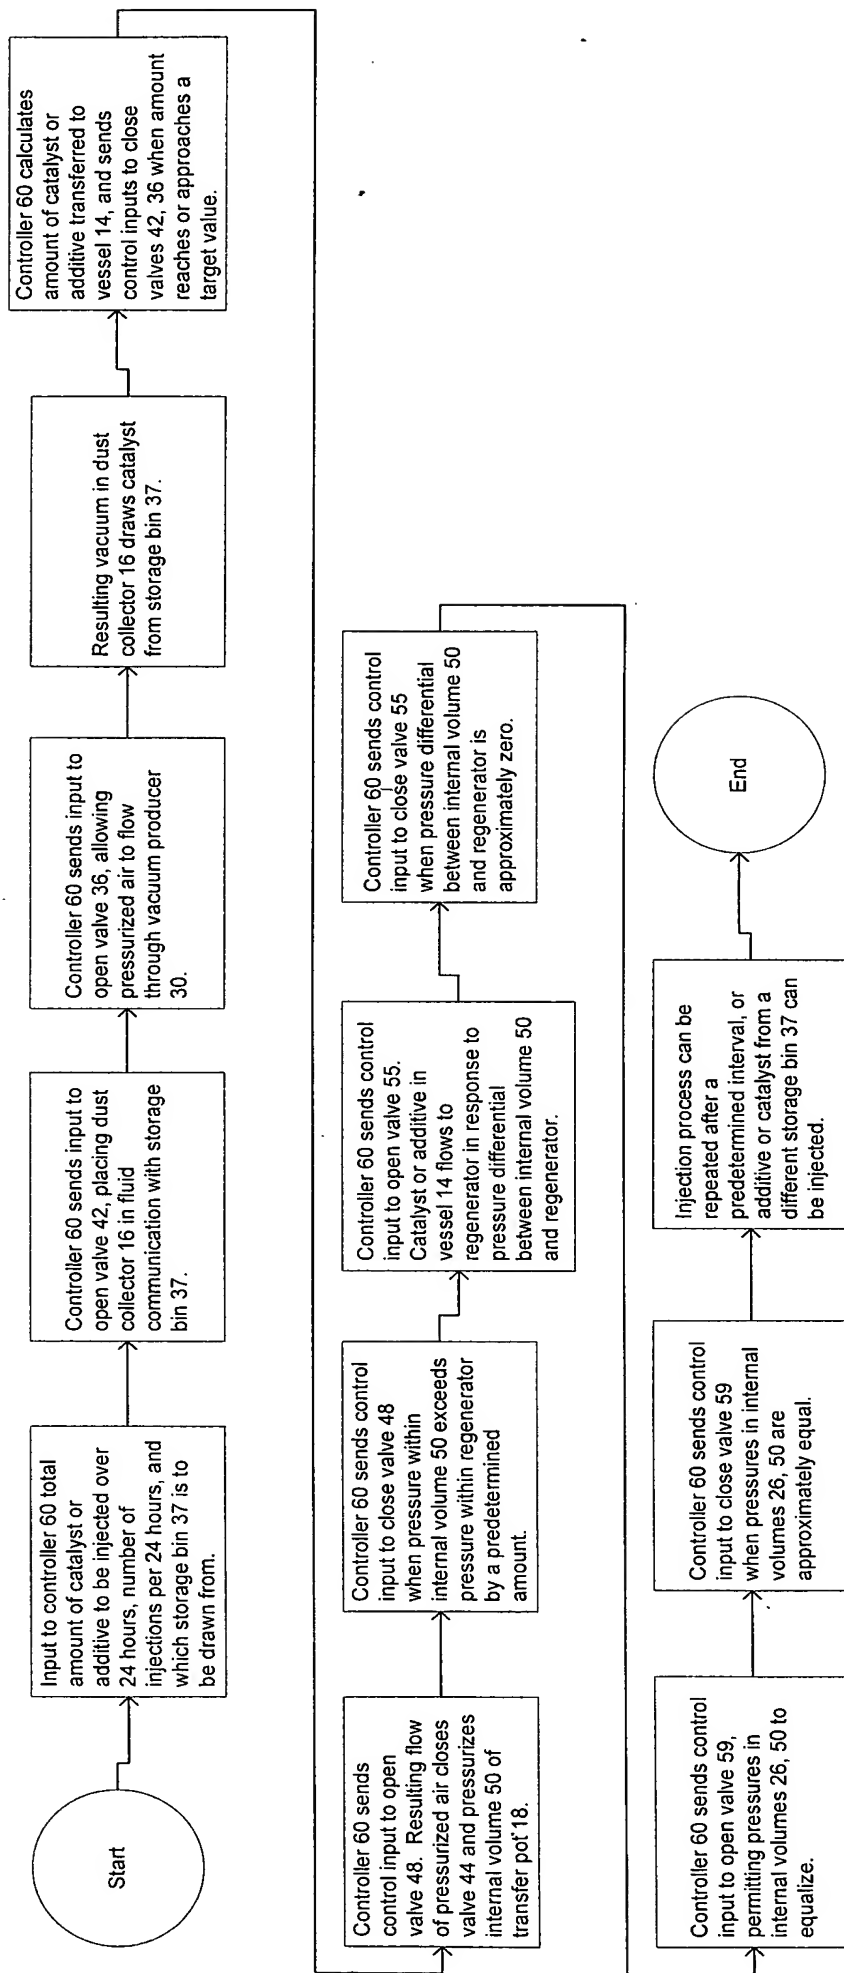 Start
Input to controller 60 total
amount of catalyst or
additive to be injected over
24 hours, number of
injections per 24 hours, and
which storage bin 37 is to
be drawn from.
Controller 60 sends input to
open valve 42, placing dust
collector 16 in fluid
communication with storage
bin 37.
Controller 60 sends input to
open valve 36, allowing
pressurized air to flow
through vacuum producer
30.
Resulting vacuum in dust
collector 16 draws catalyst
from storage bin 37.
Controller 60 calculates
amount of catalyst or
additive transferred to
vessel 14, and sends
control inputs to close
valves 42, 36 when amount
reaches or approaches a
target value.
Controller 60 sends
control input to open
valve 48. Resulting flow
of pressurized air closes
valve 44 and pressurizes
internal volume 50 of
transfer pot 18.
Controller 60 sends control
input to close valve 48
when pressure within
internal volume 50 exceeds
pressure within regenerator
by a predetermined
amount.
Controller 60 sends control
input to open valve 55.
Catalyst or additive in
vessel 14 flows to
regenerator in response to
pressure differential
between internal volume 50
and regenerator.
Controller 60 sends control
input to close valve 55
when pressure differential
between internal volume 50
and regenerator is
approximately zero.
Controller 60 sends control
input to open valve 59,
permitting pressures in
internal volumes 26, 50 to
equalize.
Controller 60 sends control
input to close valve 59
when pressures in internal
volumes 26, 50 are
approximately equal.
Injection process can be
repeated after a
predetermined interval, or
additive or catalyst from a
different storage bin 37 can
be injected.
End